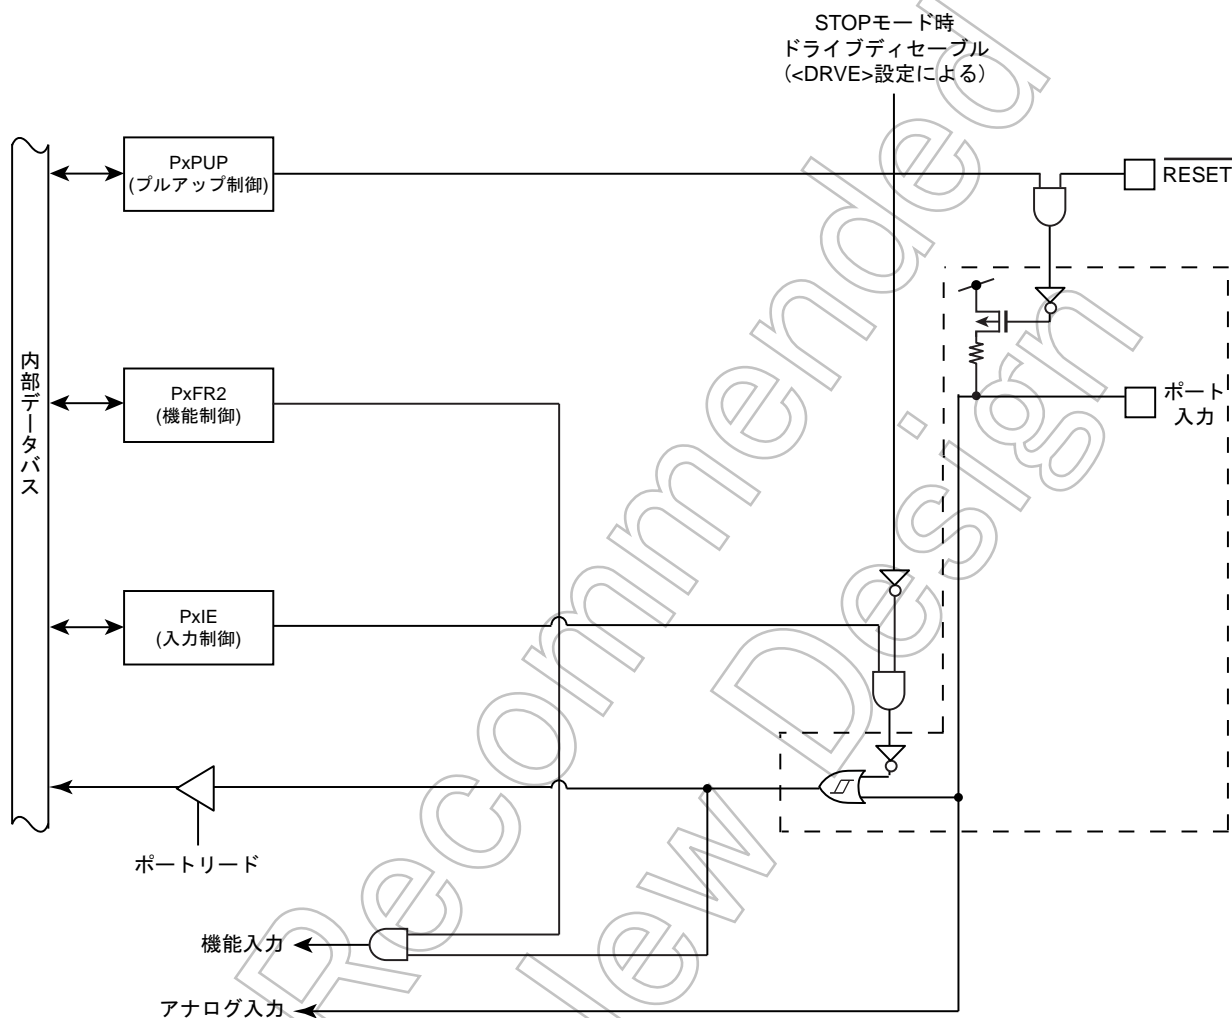 STOPモード時
ドライブディセーブル
(<DRVE>設定による)
PxPUP
(プルアップ制御)
RESET
内部データバス
PxFR2
(機能制御)
ポート
入力
PxIE
(入力制御)
ポートリード
機能入力
アナログ入力
Recommended
New Design